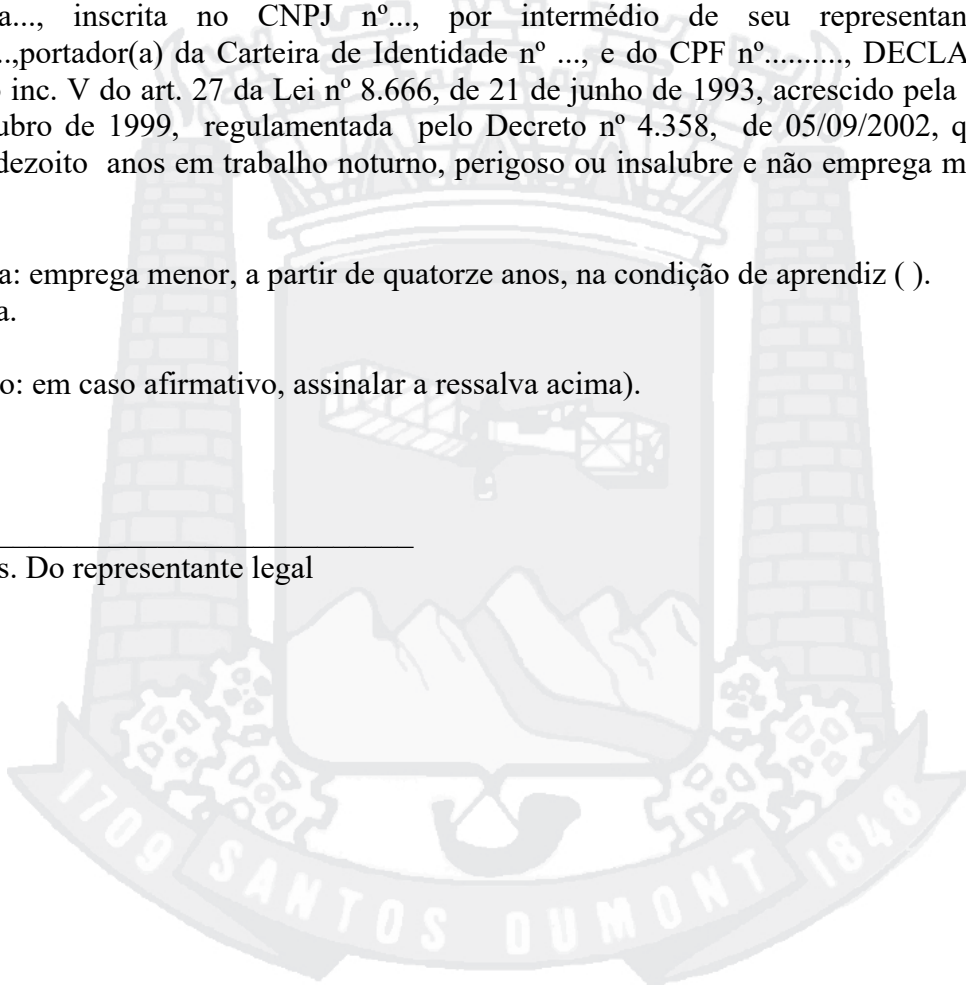 a..., inscrita no CNPJ nº..., por intermédio de seu representan
..,portador(a) da Carteira de Identidade nº ..., e do CPF nº.........., DECLA
o inc. V do art. 27 da Lei nº 8.666, de 21 de junho de 1993, acrescido pela
ubro de 1999, regulamentada pelo Decreto nº 4.358, de 05/09/2002, q
dezoito anos em trabalho noturno, perigoso ou insalubre e não emprega m
a: emprega menor, a partir de quatorze anos, na condição de aprendiz ( ).
a.
o: em caso afirmativo, assinalar a ressalva acima).
s. Do representante legal
1709 SANTOS DUMONT 1848